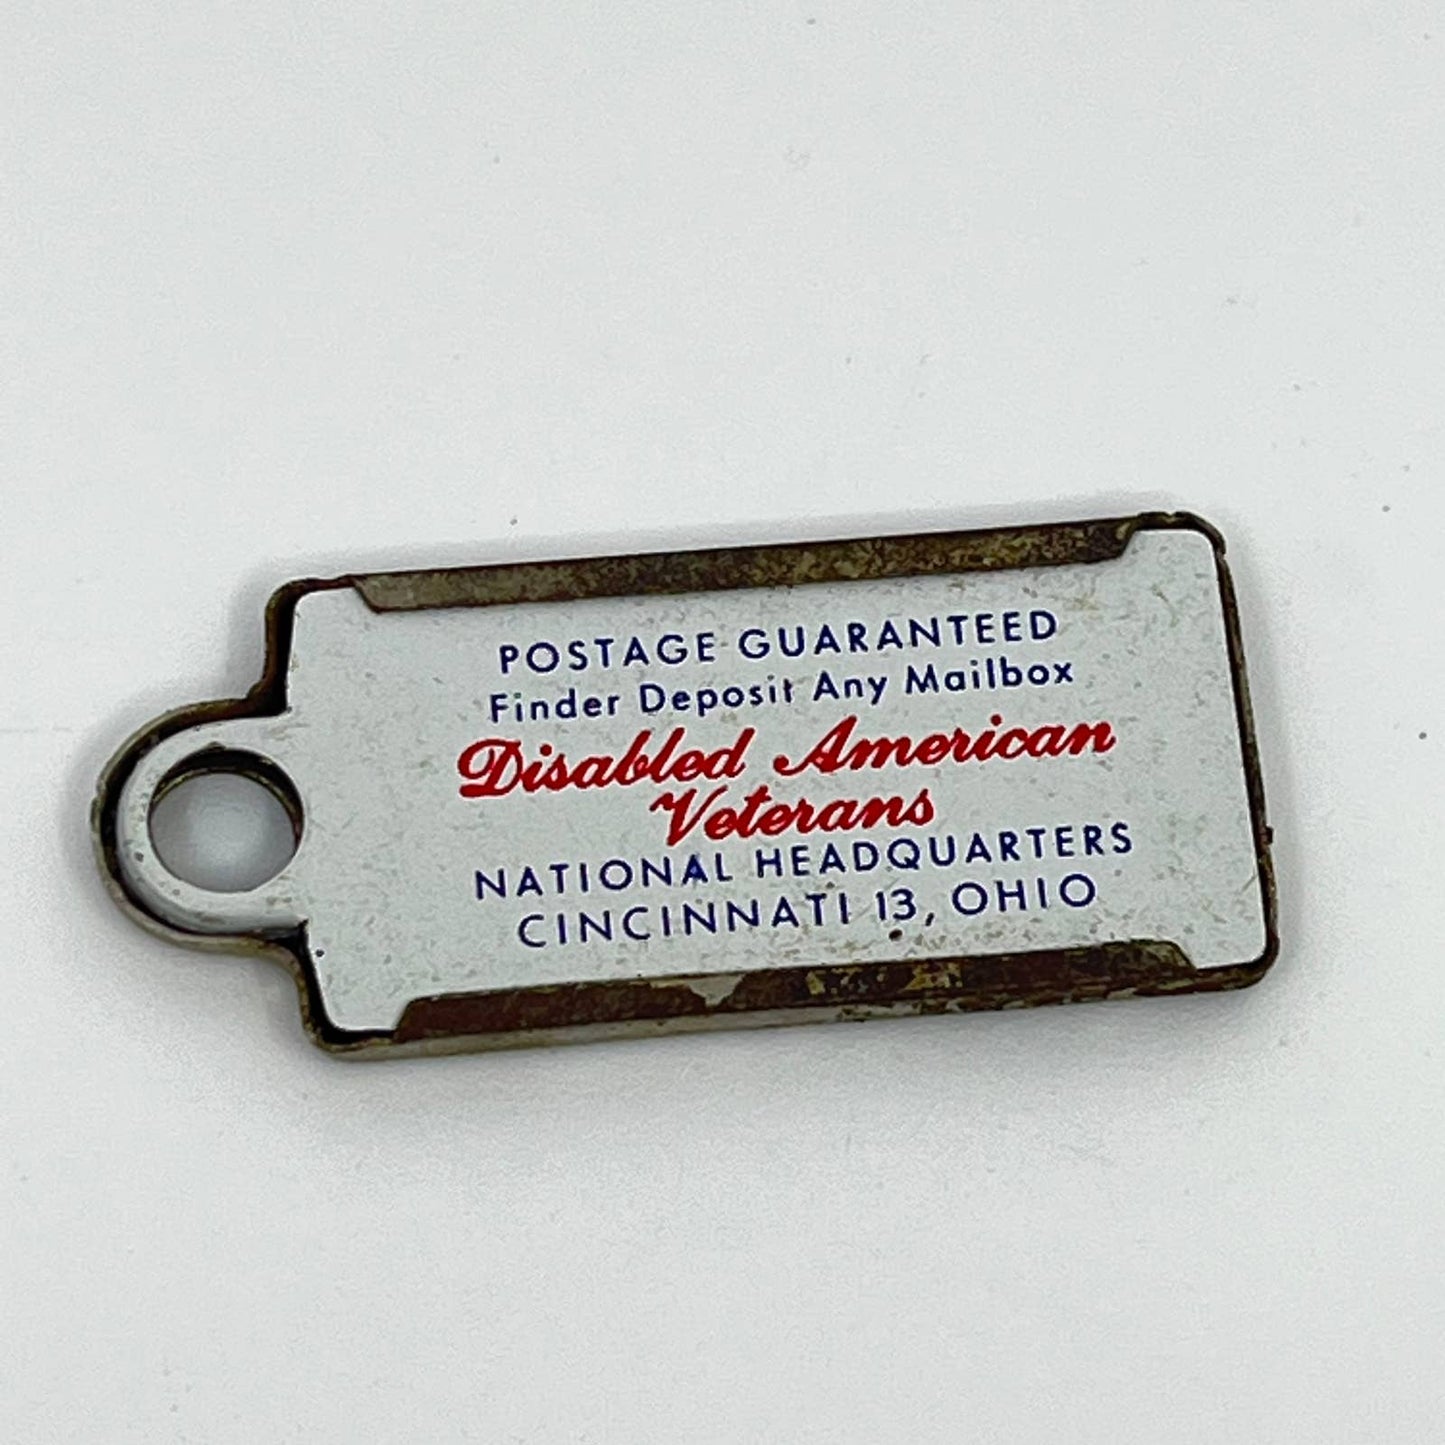 POSTAGE GUARANTEED
Finder Deposit Any Mailbox
Disabled American
Veterans
NATIONAL HEADQUARTERS
CINCINNATI 13, OHIO